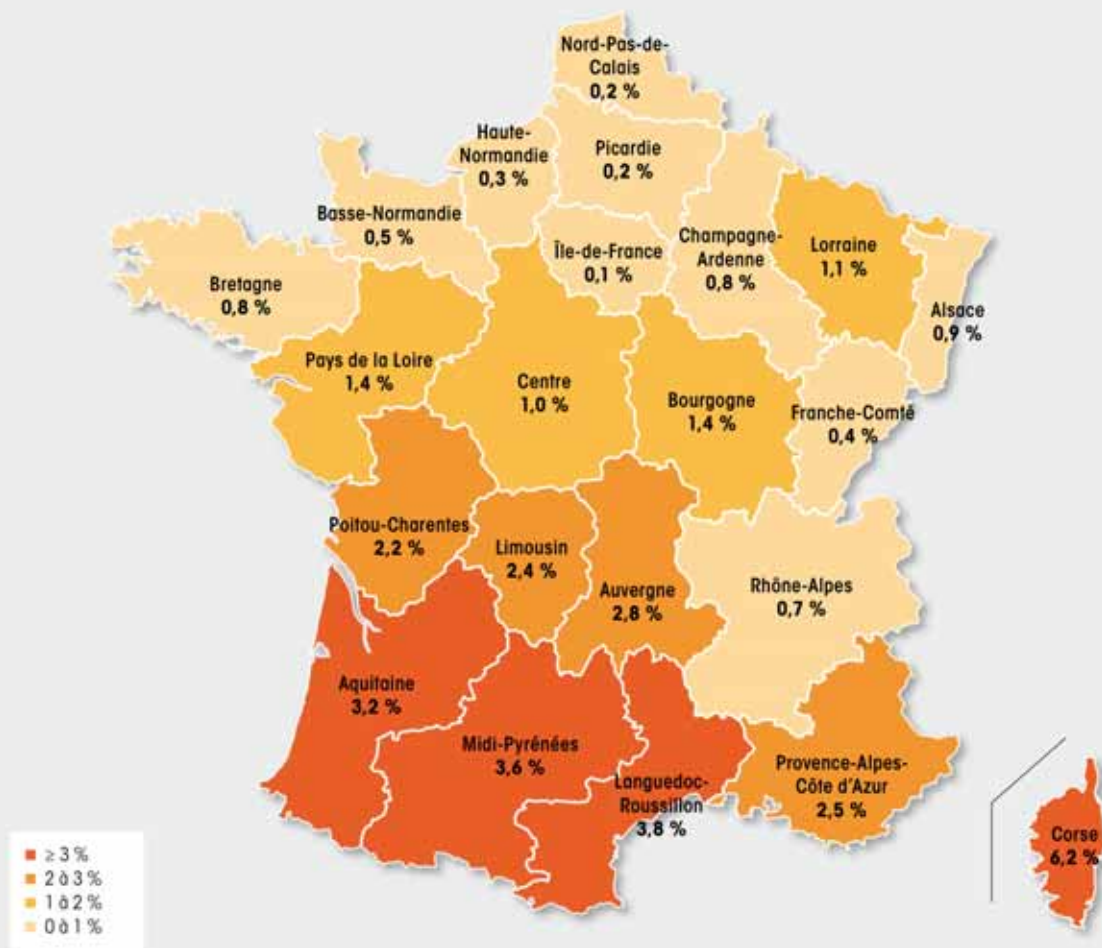 Nord-Pas-de-
Calais
0,2 %
Haute-
Normandie
0,3 %
Picardie
0,2 %
Basse-Normandie
0,5 %
Île-de-France
0,1 %
Champagne-
Ardenne
0,8 %
Lorraine
1,1 %
Bretagne
0,8 %
Alsace
0,9 %
Pays de la Loire
1,4 %
Centre
1,0 %
Bourgogne
1,4 %
Franche-Comté
0,4 %
Poitou-Charentes
2,2 %
Limousin
2,4 %
Auvergne
2,8 %
Rhône-Alpes
0,7 %
Aquitaine
3,2 %
Midi-Pyrénées
3,6 %
Languedoc-
Roussillon
3,8 %
Provence-Alpes-
Côte d'Azur
2,5 %
Corse
6,2 %
≥ 3 %
2 à 3 %
1 à 2 %
0 à 1 %